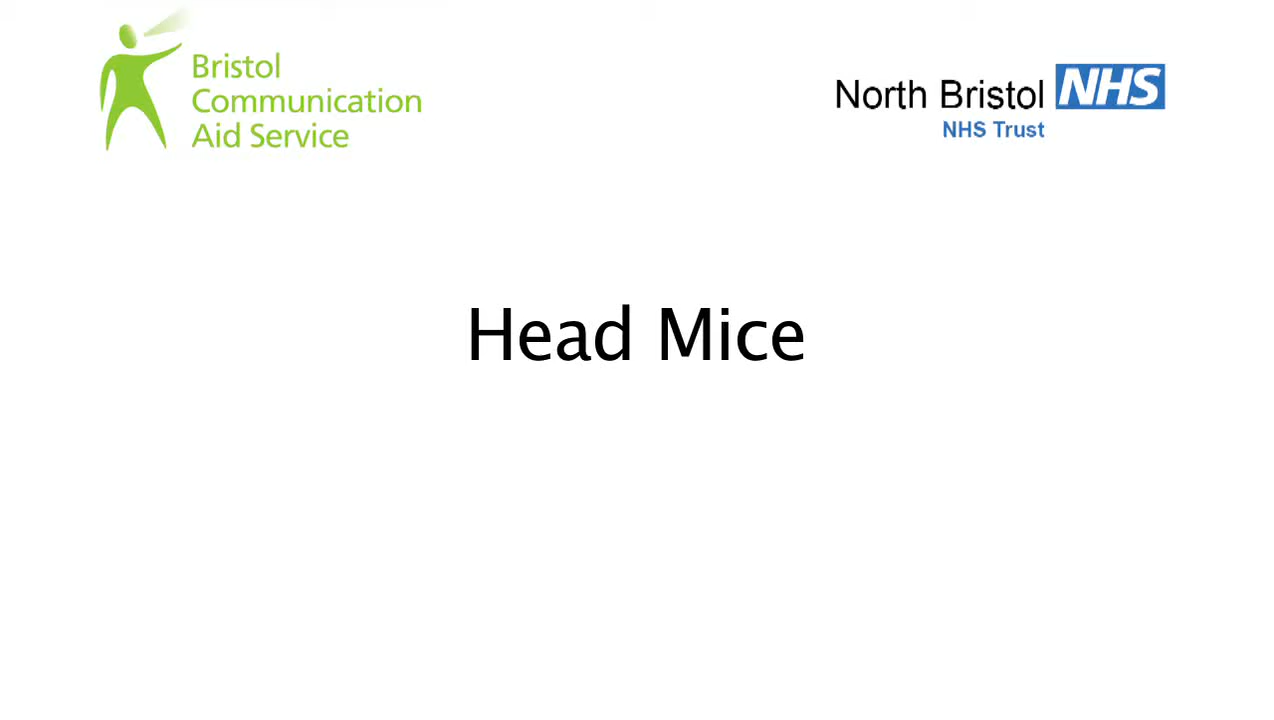 Bristol
Communication
Aid Service
North Bristol NHS
NHS Trust
Head Mice